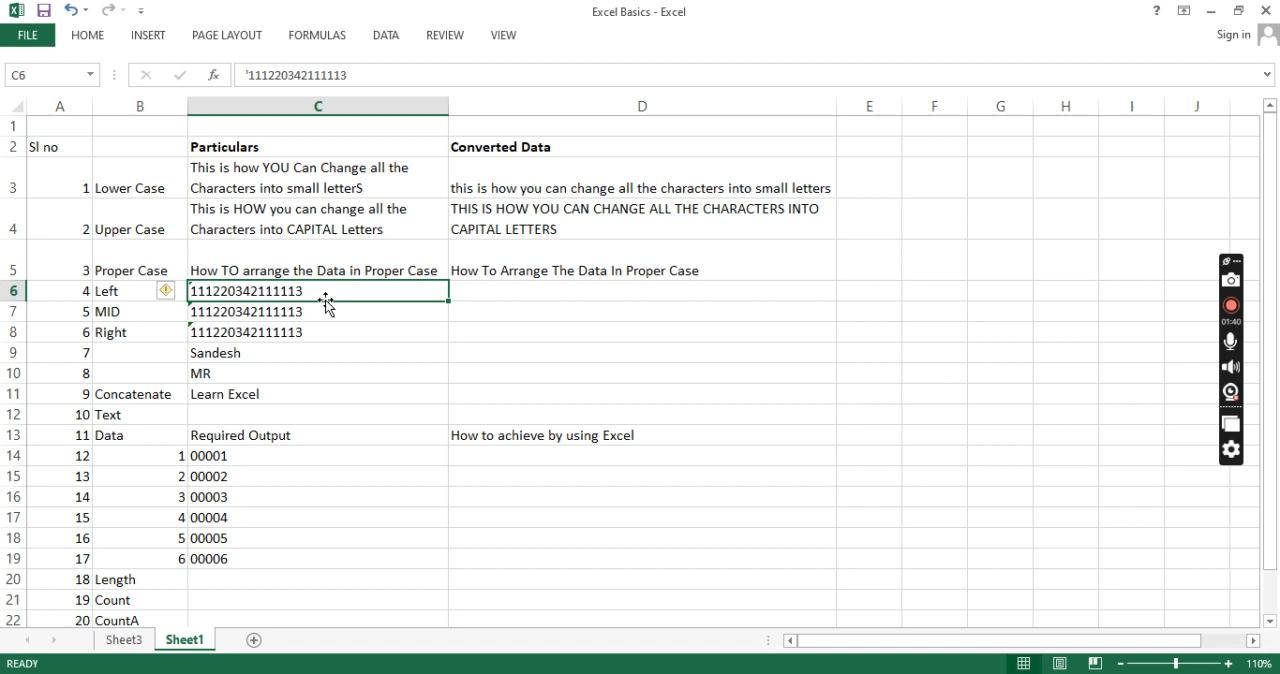 Excel Basics - Excel
?
FILE HOME INSERT PAGE LAYOUT FORMULAS DATA REVIEW VIEW Sign in
C6 fx '111220342111113
A B C D E F G H I J
1
2 Sl no Particulars Converted Data
This is how YOU Can Change all the
3 1 Lower Case Characters into small letterS this is how you can change all the characters into small letters
This is HOW you can change all the THIS IS HOW YOU CAN CHANGE ALL THE CHARACTERS INTO
4 2 Upper Case Characters into CAPITAL Letters CAPITAL LETTERS
5 3 Proper Case How TO arrange the Data in Proper Case How To Arrange The Data In Proper Case
6 4 Left 111220342111113
7 5 MID 111220342111113
8 6 Right 111220342111113
9 7 Sandesh
10 8 MR
11 9 Concatenate Learn Excel
12 10 Text
13 11 Data Required Output How to achieve by using Excel
14 12 1 00001
15 13 2 00002
16 14 3 00003
17 15 4 00004
18 16 5 00005
19 17 6 00006
20 18 Length
21 19 Count
22 20 CountA
01:40
Sheet3 Sheet1
READY 110%